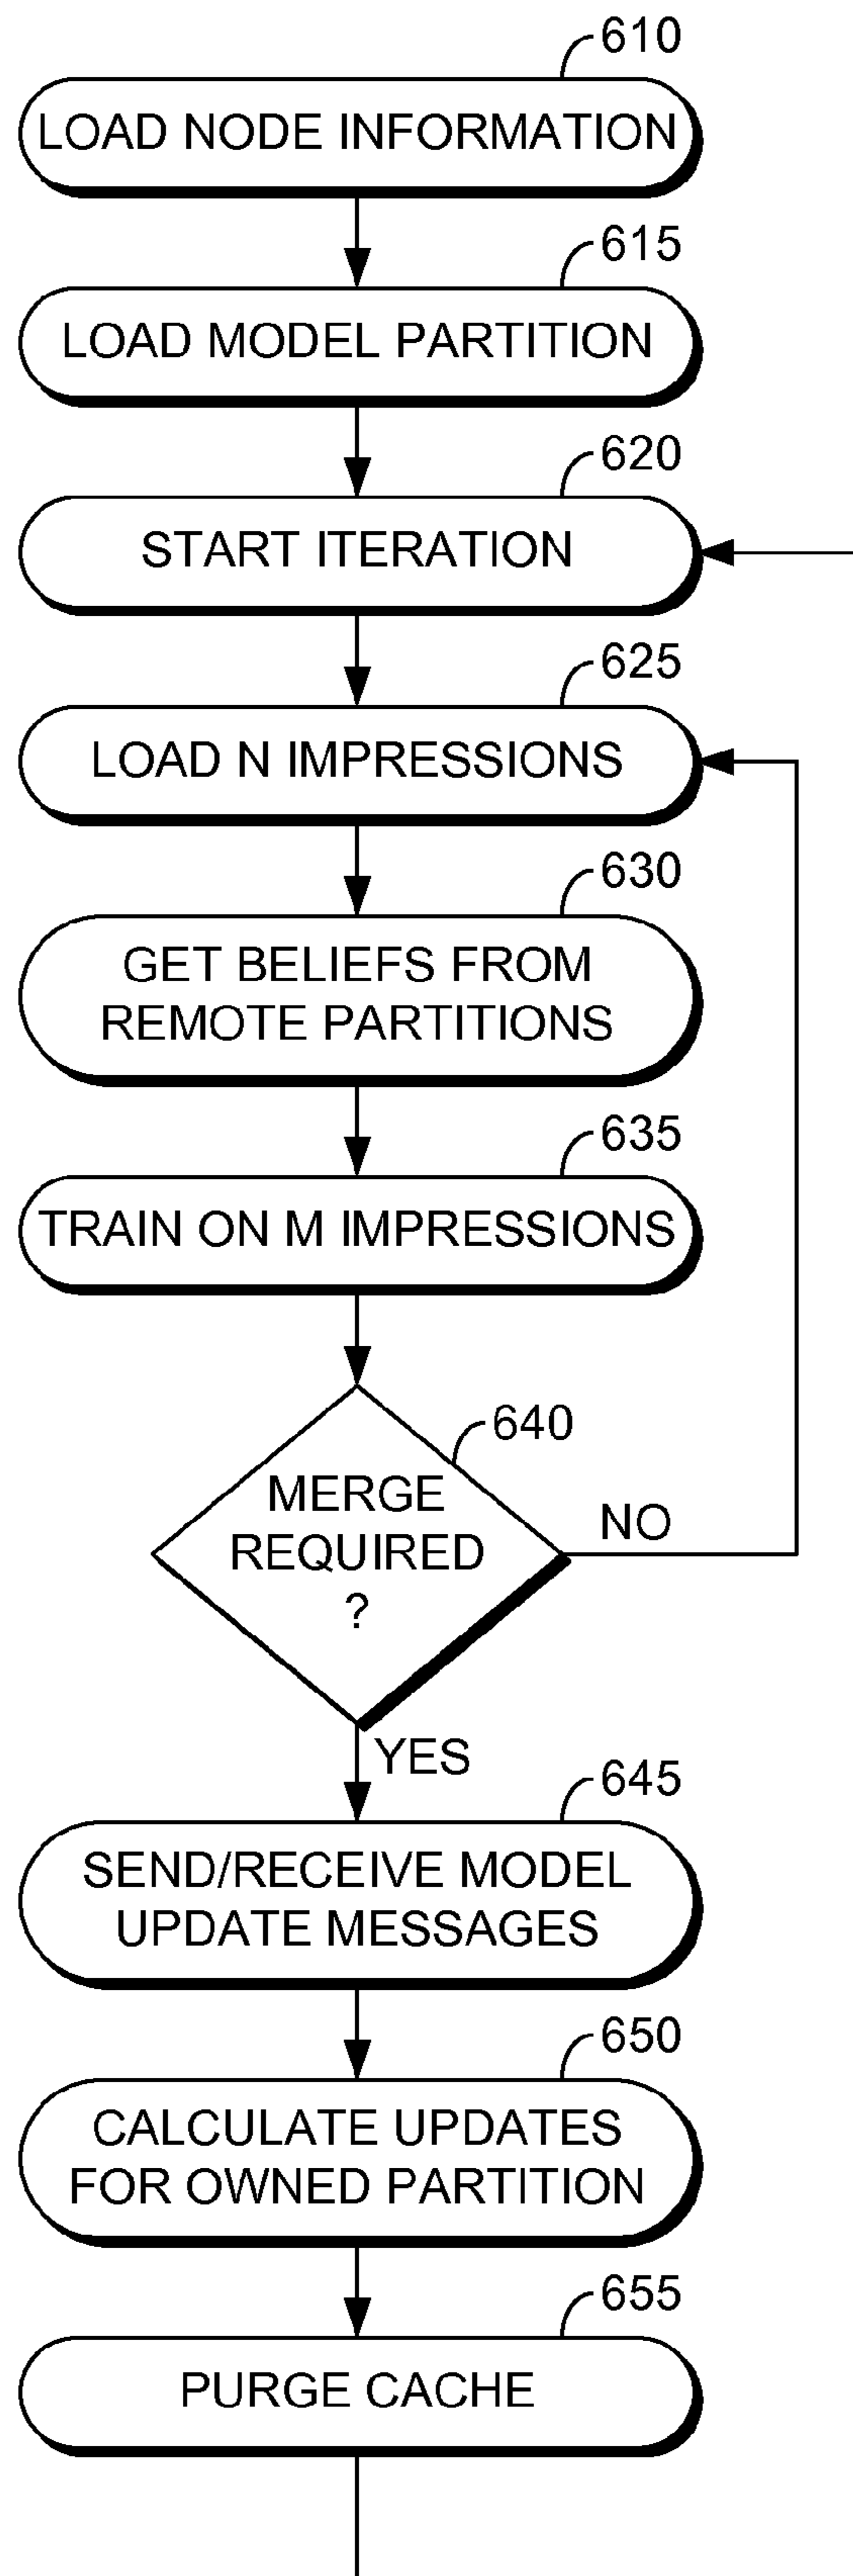 610
LOAD NODE INFORMATION
615
LOAD MODEL PARTITION
620
START ITERATION
625
LOAD N IMPRESSIONS
630
GET BELIEFS FROM
REMOTE PARTITIONS
635
TRAIN ON M IMPRESSIONS
640
MERGE
REQUIRED
?
NO
YES
645
SEND/RECEIVE MODEL
UPDATE MESSAGES
650
CALCULATE UPDATES
FOR OWNED PARTITION
655
PURGE CACHE